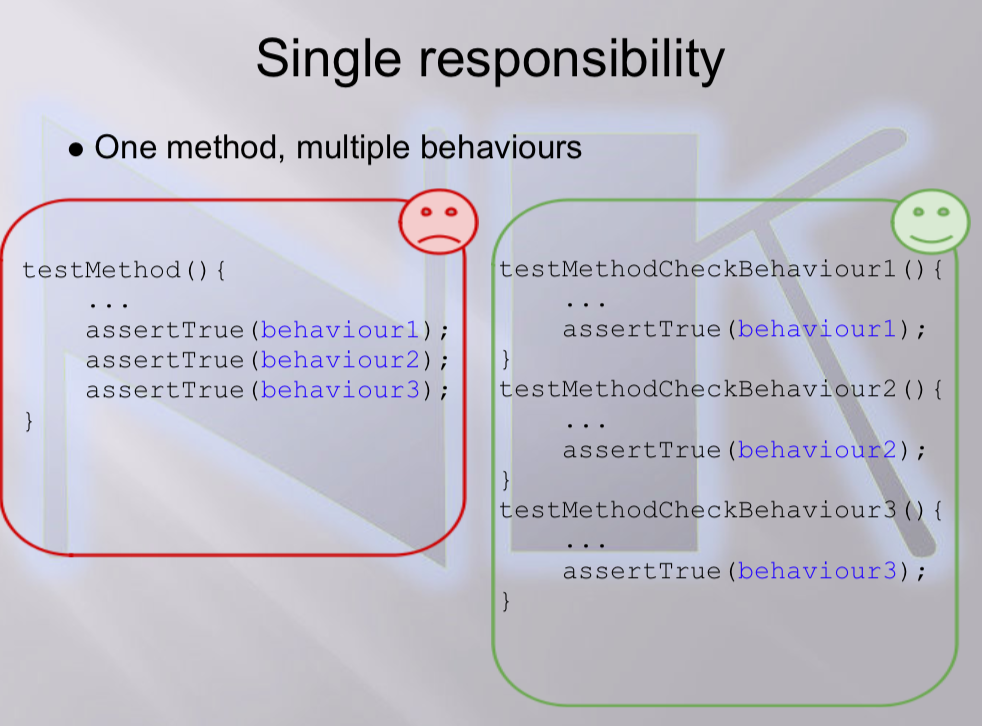 Single responsibility
● One method, multiple behaviours
testMethod(){
...
assertTrue(behaviour1);
assertTrue(behaviour2);
assertTrue(behaviour3);
}
testMethodCheckBehaviour1(){
...
assertTrue(behaviour1);
}
testMethodCheckBehaviour2(){
...
assertTrue(behaviour2);
}
testMethodCheckBehaviour3(){
...
assertTrue(behaviour3);
}